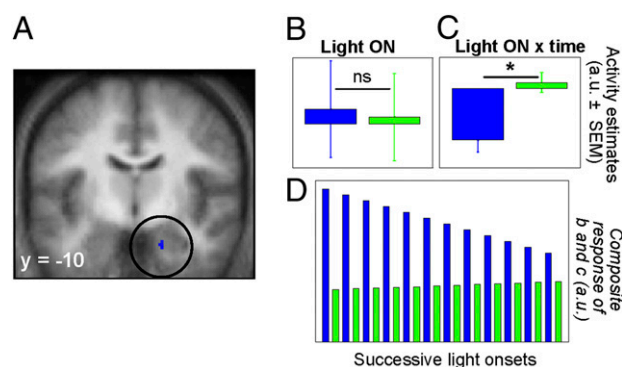 A
y = -10
B
Light ON
ns
C
Light ON x time
*
Activity estimates
(a.u. ± SEM)
D
Composite
response of
b and c (a.u.)
Successive light onsets